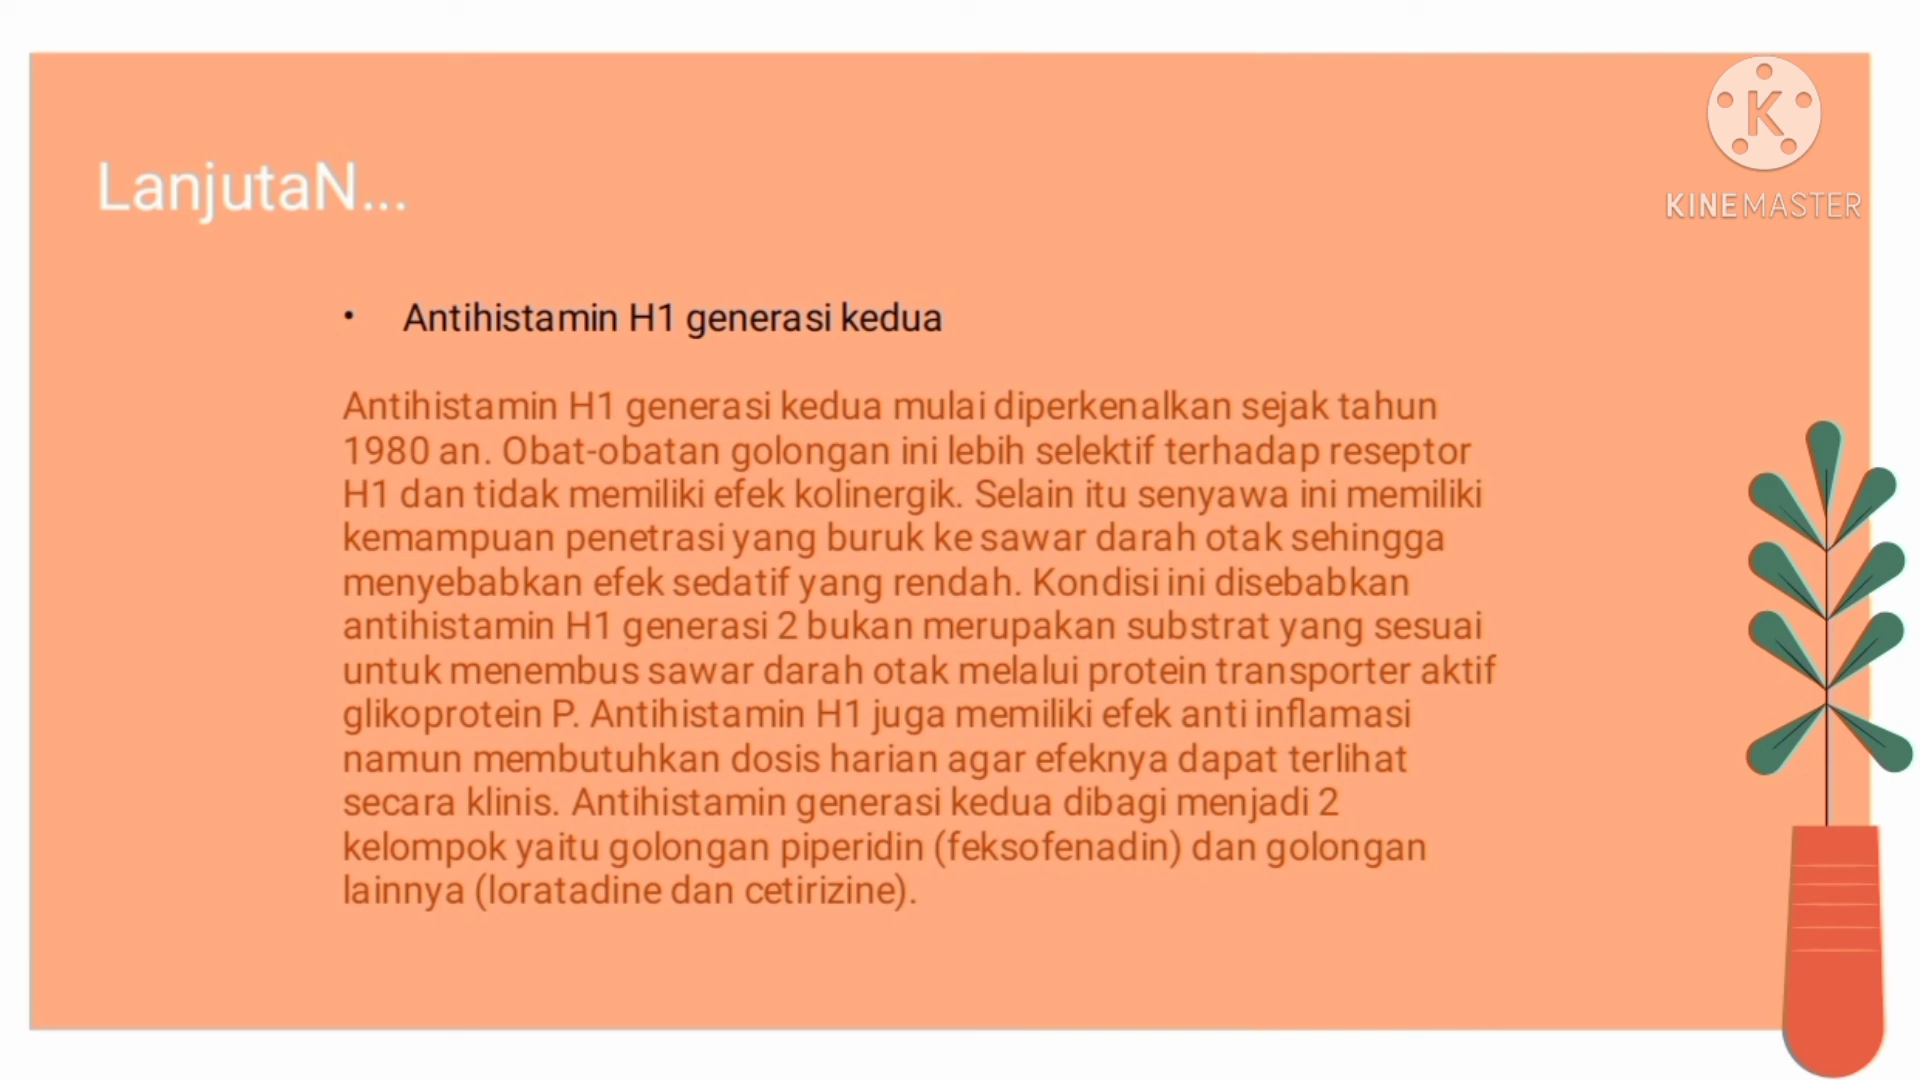 K
KINEMASTER
LanjutaN...
• Antihistamin H1 generasi kedua
Antihistamin H1 generasi kedua mulai diperkenalkan sejak tahun
1980 an. Obat-obatan golongan ini lebih selektif terhadap reseptor
H1 dan tidak memiliki efek kolinergik. Selain itu senyawa ini memiliki
kemampuan penetrasi yang buruk ke sawar darah otak sehingga
menyebabkan efek sedatif yang rendah. Kondisi ini disebabkan
antihistamin H1 generasi 2 bukan merupakan substrat yang sesuai
untuk menembus sawar darah otak melalui protein transporter aktif
glikoprotein P. Antihistamin H1 juga memiliki efek anti inflamasi
namun membutuhkan dosis harian agar efeknya dapat terlihat
secara klinis. Antihistamin generasi kedua dibagi menjadi 2
kelompok yaitu golongan piperidin (feksofenadin) dan golongan
lainnya (loratadine dan cetirizine).